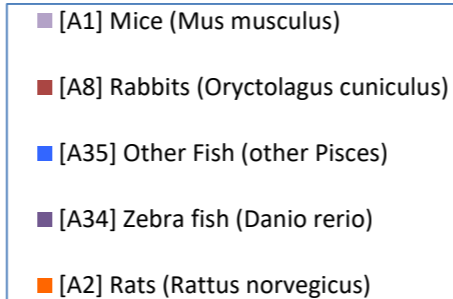 [A1] Mice (Mus musculus)
[A8] Rabbits (Oryctolagus cuniculus)
[A35] Other Fish (other Pisces)
[A34] Zebra fish (Danio rerio)
[A2] Rats (Rattus norvegicus)